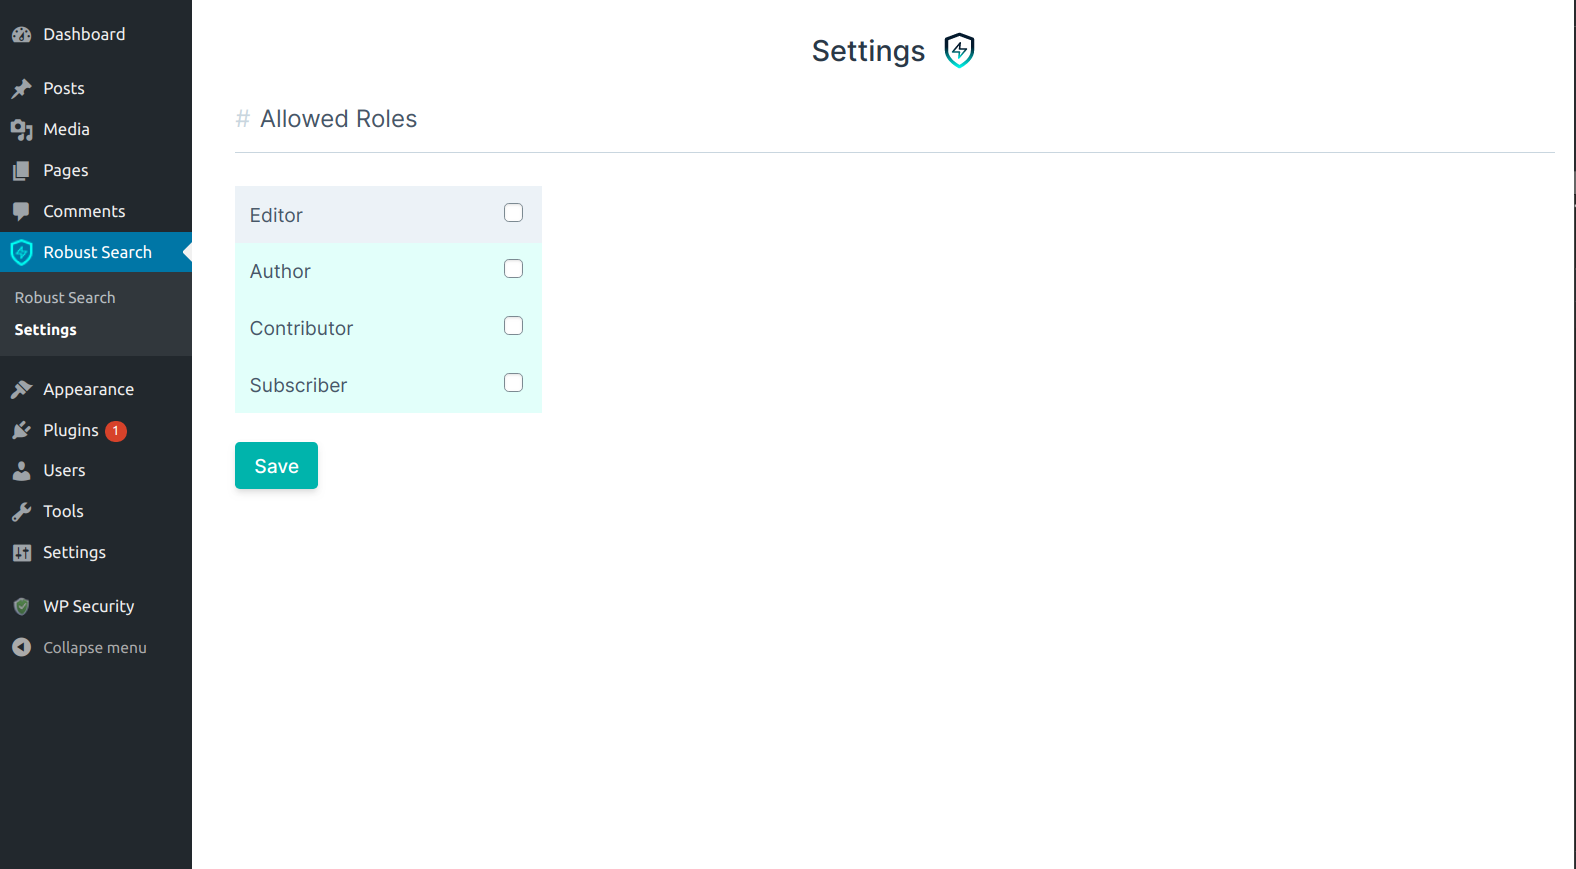 Dashboard
Posts
Media
Pages
Comments
Robust Search
Robust Search
Settings
Appearance
Plugins 1
Users
Tools
Settings
WP Security
Collapse menu
Settings
# Allowed Roles
Editor
Author
Contributor
Subscriber
Save